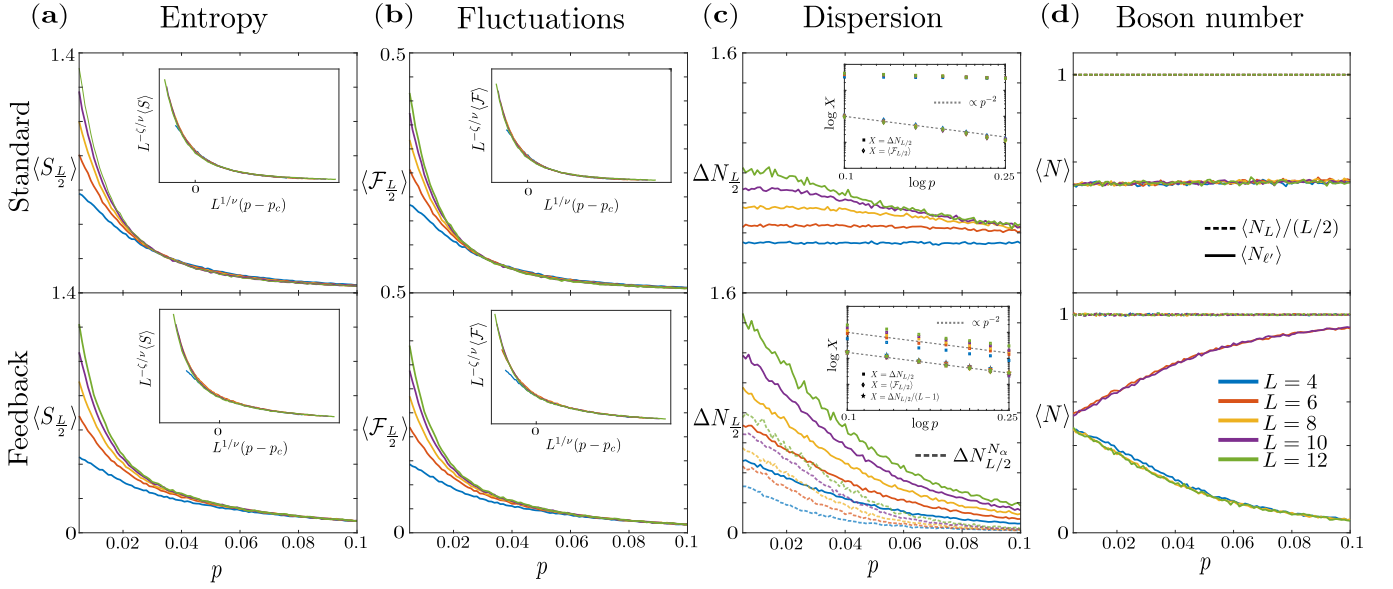 (a) Entropy
(b) Fluctuations
(c) Dispersion
(d) Boson number
Standard
1.4
⟨S_{L/2}⟩
L^{-ζ/ν}⟨S⟩
0
L^{1/ν}(p − p_c)
0.5
⟨F_{L/2}⟩
L^{-ζ/ν}⟨F⟩
0
L^{1/ν}(p − p_c)
1.6
ΔN_{L/2}
log X
∝ p^{-2}
X = ΔN_{L/2}
X = ⟨F_{L/2}⟩
0.1
0.25
log p
1
⟨N⟩
⟨N_L⟩/(L/2)
⟨N_{ℓ'}⟩
Feedback
1.4
⟨S_{L/2}⟩
0
L^{-ζ/ν}⟨S⟩
0
L^{1/ν}(p − p_c)
0.02 0.04 0.06 0.08 0.1
p
0.5
⟨F_{L/2}⟩
0
L^{-ζ/ν}⟨F⟩
0
L^{1/ν}(p − p_c)
0.02 0.04 0.06 0.08 0.1
p
1.6
ΔN_{L/2}
0
log X
∝ p^{-2}
X = ΔN_{L/2}
X = ⟨F_{L/2}⟩
X = ΔN_{L/2}/(L − 1)
0.1
0.25
log p
ΔN_{L/2}^{N_α}
0.02 0.04 0.06 0.08 0.1
p
1
⟨N⟩
0
L = 4
L = 6
L = 8
L = 10
L = 12
0.02 0.04 0.06 0.08 0.1
p